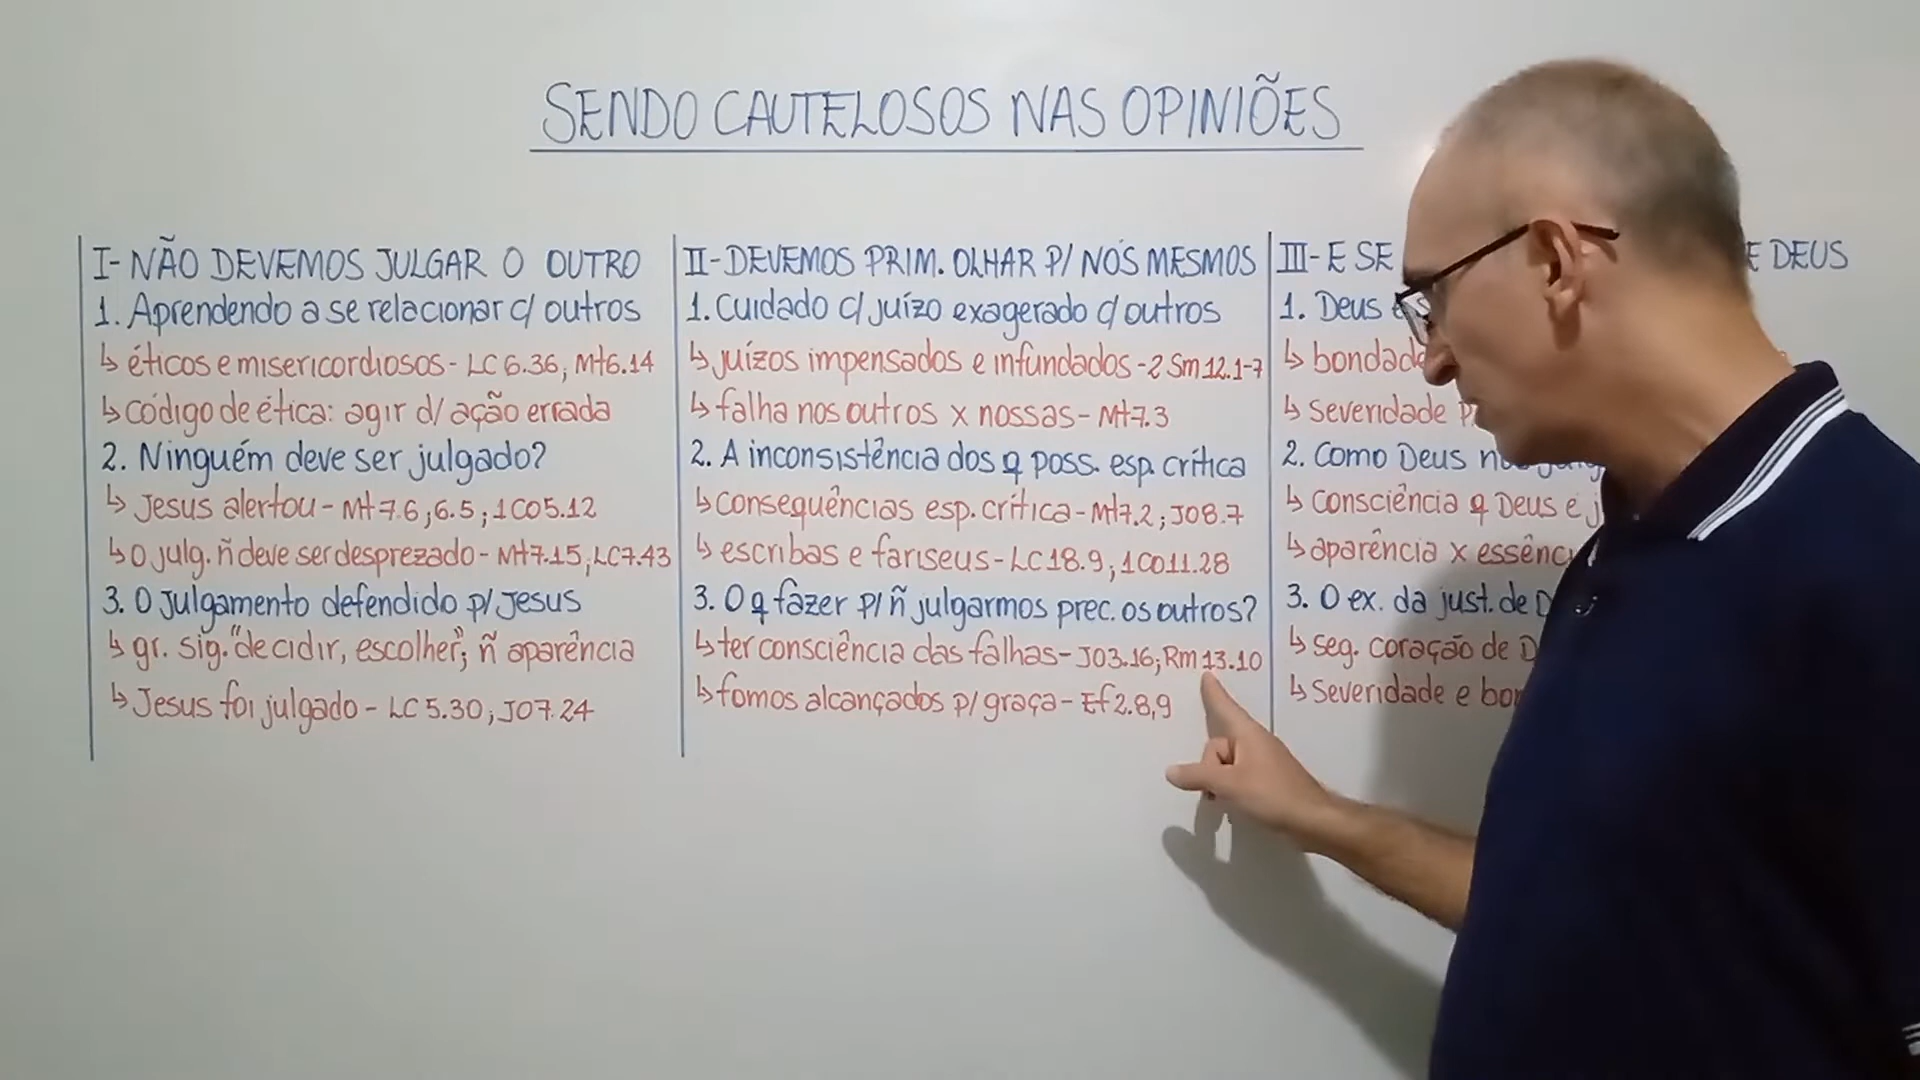 SENDO CAUTELOSOS NAS OPINIÕES
I- NÃO DEVEMOS JULGAR O OUTRO
1. Aprendendo a se relacionar c/ outros
↳ éticos e misericordiosos - LC 6.36; Mt6.14
↳ código de ética: agir d/ ação errada
2. Ninguém deve ser julgado?
↳ Jesus alertou - Mt7.6; 6.5; 1CO5.12
↳ O julg. ñ deve ser desprezado - Mt7.15; LC7.43
3. O julgamento defendido p/ Jesus
↳ gr. sig. "decidir, escolher"; ñ aparência
↳ Jesus foi julgado - LC 5.30; JO7.24
II- DEVEMOS PRIM. OLHAR P/ NÓS MESMOS
1. Cuidado c/ juízo exagerado c/ outros
↳ juízos impensados e infundados - 2 Sm 12.1-7
↳ falha nos outros x nossas - Mt7.3
2. A inconsistência dos q poss. esp. crítica
↳ consequências esp. crítica - Mt7.2; JO8.7
↳ escribas e fariseus - LC18.9; 1CO11.28
3. O q fazer p/ ñ julgarmos prec. os outros?
↳ ter consciência das falhas - JO3.16; Rm 13.10
↳ fomos alcançados p/ graça - Ef 2.8,9
III- E SE E DEUS
1. Deus
↳ bondade
↳ severidade
2. Como Deus
↳ consciência q Deus é
↳ aparência x
3. O ex. da just. de
↳ seg. coração de
↳ Severidade e